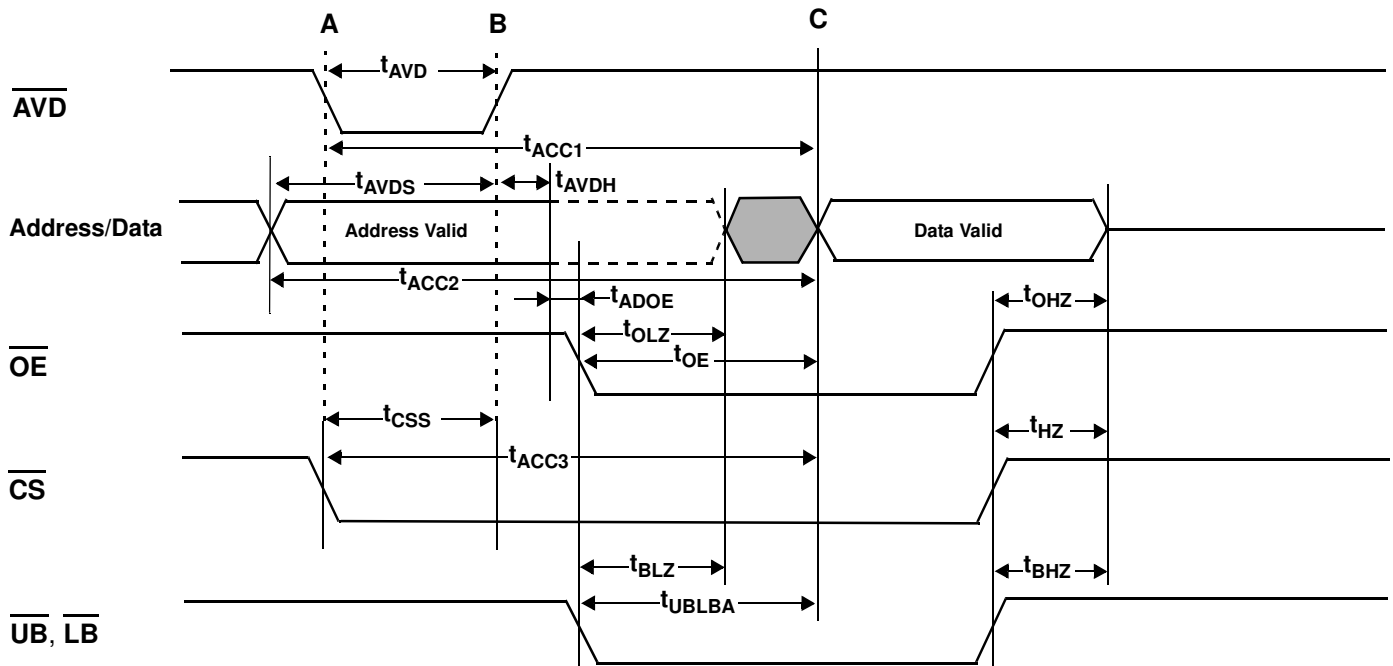 A B C
tAVD
AVD
tACC1
tAVDS tAVDH
Address/Data Address Valid Data Valid
tACC2
tADOE tOHZ
tOLZ
OE tOE
tCSS tHZ
tACC3
CS
tBLZ tBHZ
tUBLBA
UB, LB